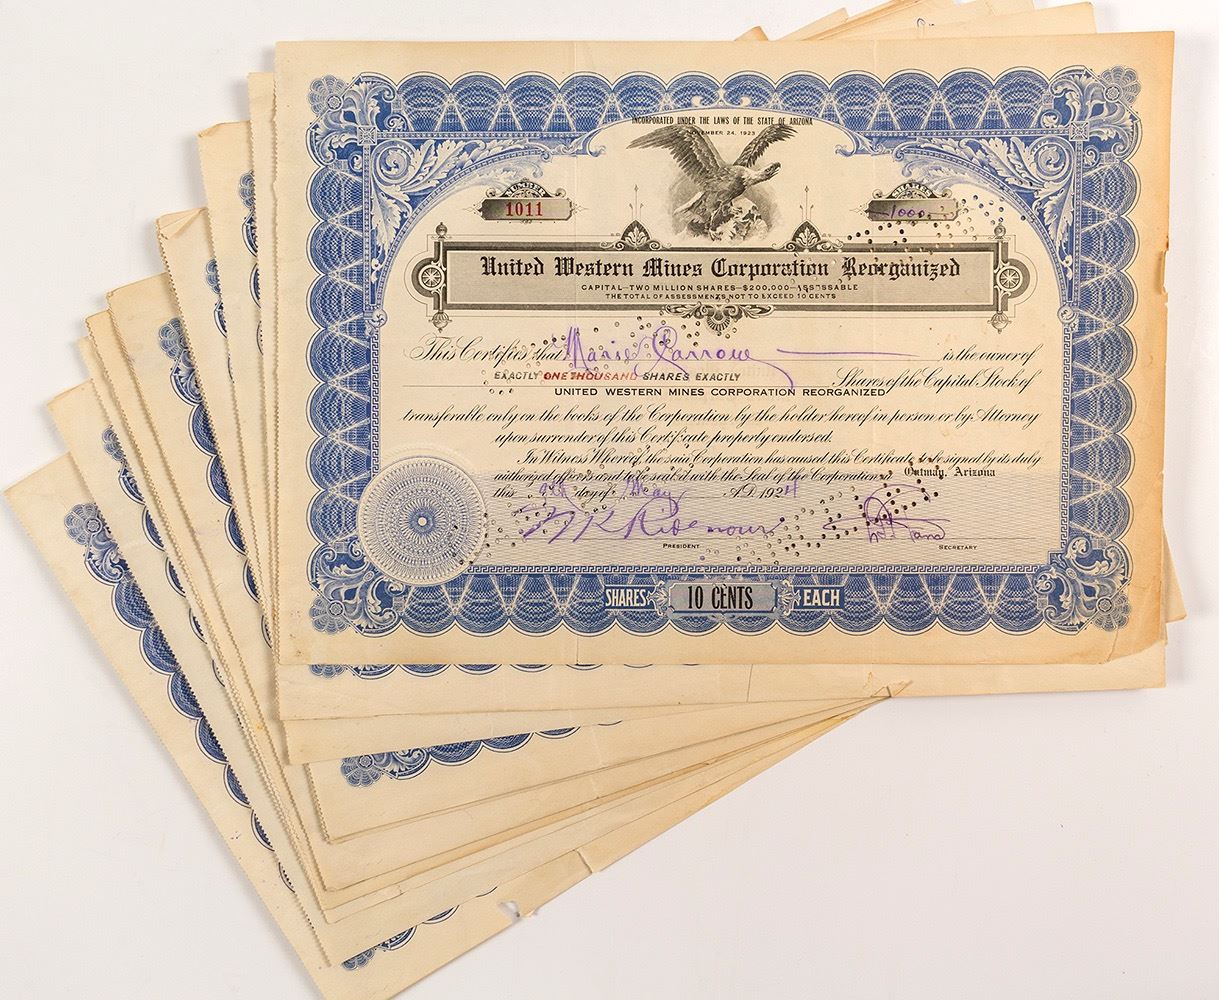 INCORPORATED UNDER THE LAWS OF THE STATE OF ARIZONA
NOVEMBER 24, 1923
NUMBER
SHARES
1011
1000
United Western Mines Corporation Reorganized
CAPITAL—TWO MILLION SHARES—$200,000—ASSESSABLE
THE TOTAL OF ASSESSMENTS NOT TO EXCEED 10 CENTS
This Certifies that Marie is the owner of
EXACTLY ONE THOUSAND SHARES EXACTLY Shares of the Capital Stock of
UNITED WESTERN MINES CORPORATION REORGANIZED
transferable only on the books of the Corporation by the holder hereof in person or by Attorney
upon surrender of this Certificate properly endorsed.
In Witness Whereof, the said Corporation has caused this Certificate to be signed by its duly
authorized officers and to be sealed with the Seal of the Corporation at Oatman, Arizona
this 9th day of May A.D. 1924
K Ridenour
PRESIDENT
SECRETARY
SHARES 10 CENTS EACH